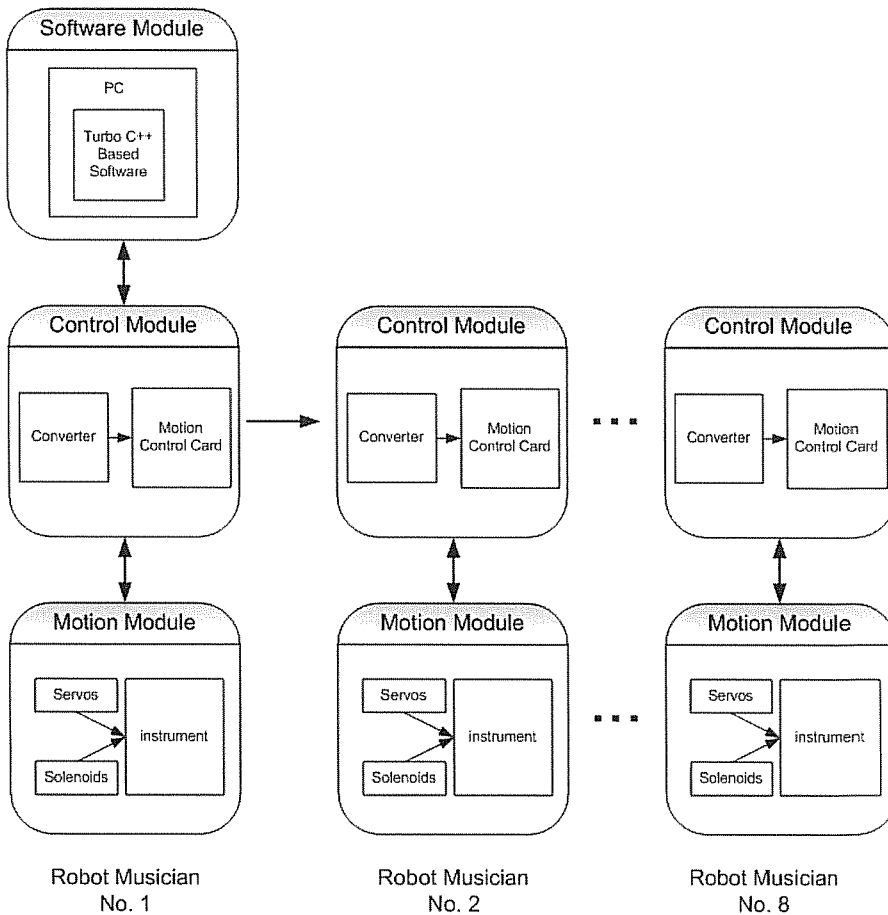 Software Module
PC
Turbo C++
Based
Software
Control Module
Converter
Motion
Control Card
Control Module
Converter
Motion
Control Card
Control Module
Converter
Motion
Control Card
Motion Module
Servos
Solenoids
instrument
Motion Module
Servos
Solenoids
instrument
Motion Module
Servos
Solenoids
instrument
Robot Musician
No. 1
Robot Musician
No. 2
Robot Musician
No. 8